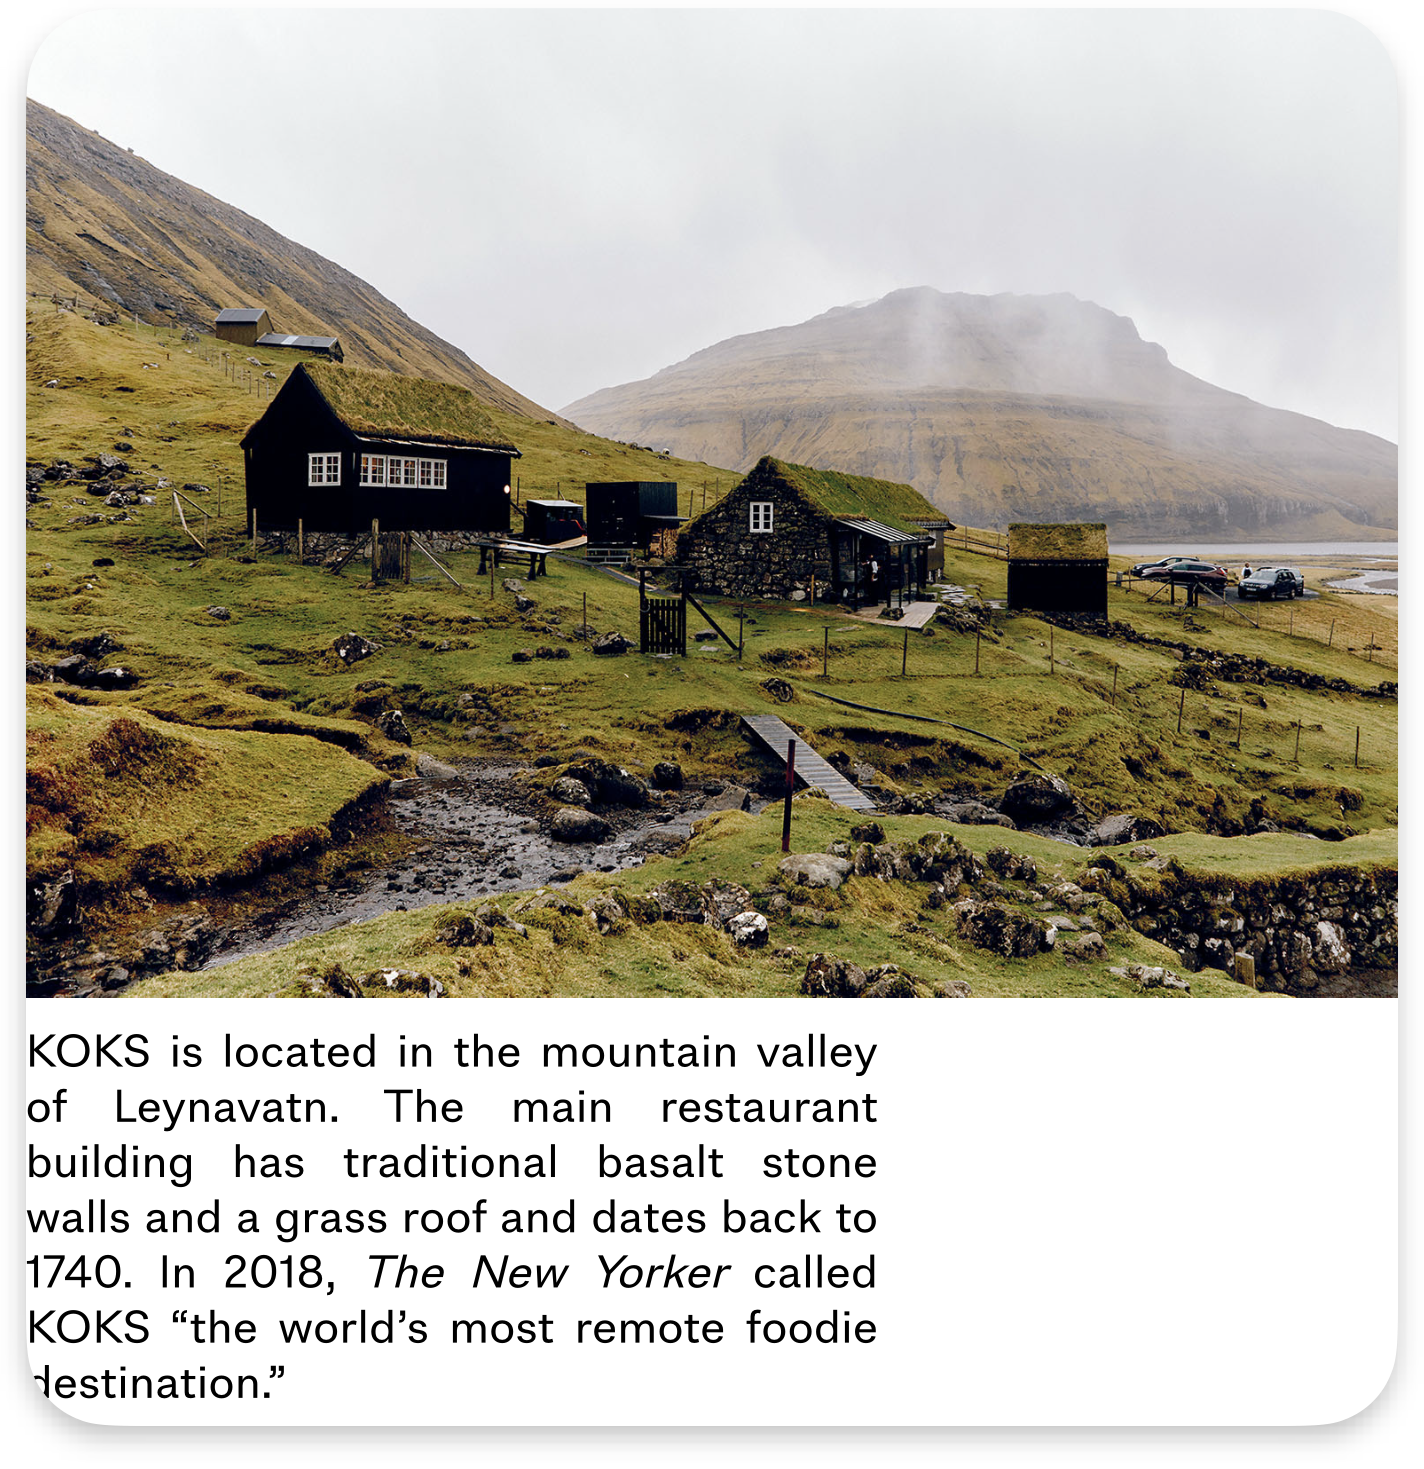 KOKS is located in the mountain valley
of Leynavatn. The main restaurant
building has traditional basalt stone
walls and a grass roof and dates back to
1740. In 2018, The New Yorker called
KOKS “the world’s most remote foodie
destination.”